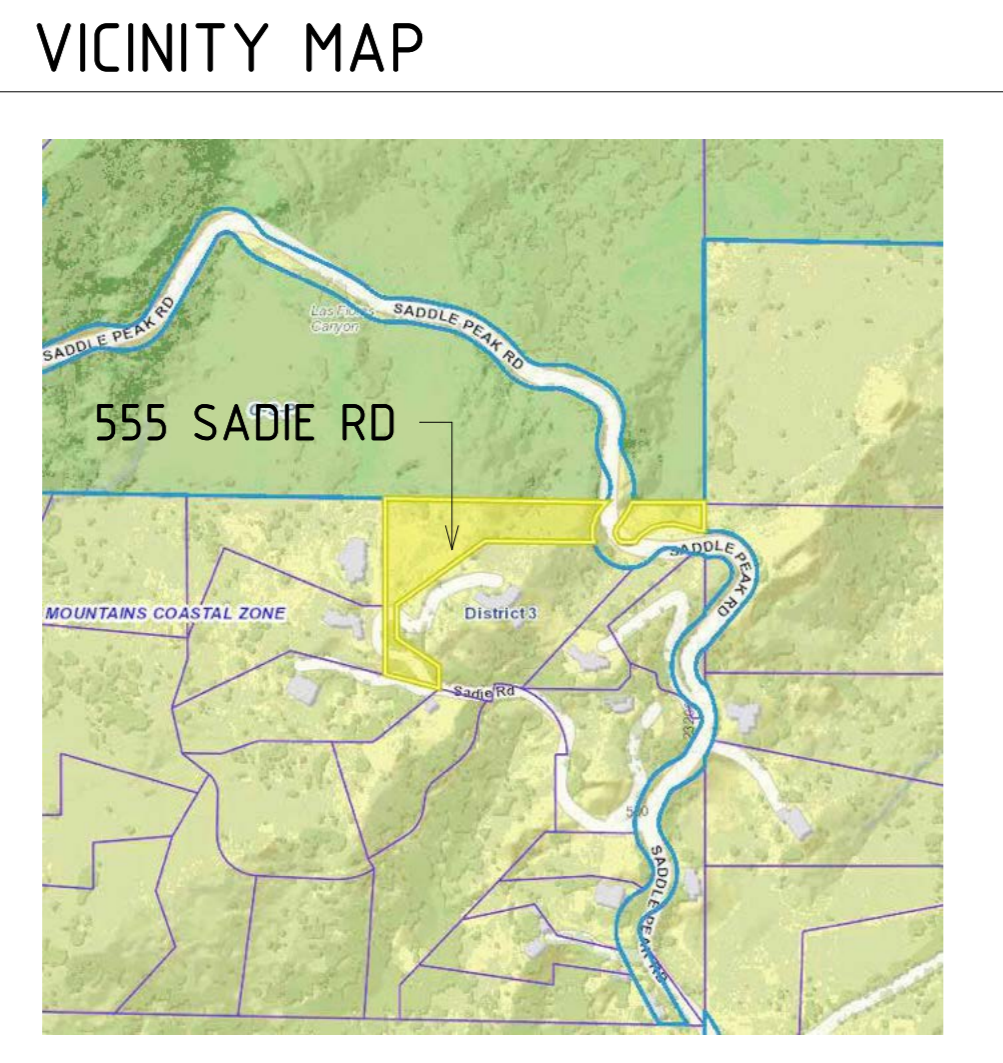 VICINITY MAP
SADDLE PEAK RD
Las Flores
Canyon
SADDLE PEAK RD
555 SADIE RD
SADDLE PEAK RD
MOUNTAINS COASTAL ZONE
District 3
Sadie Rd
SADDLE PEAK RD